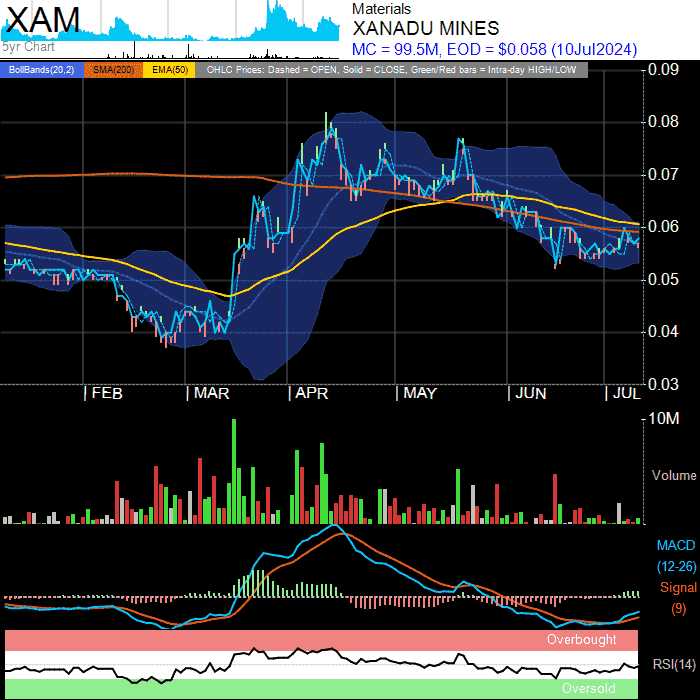 XAM
5yr Chart
Materials
XANADU MINES
MC = 99.5M, EOD = $0.058 (10Jul2024)
BollBands(20,2) SMA(200) EMA(50) OHLC Prices: Dashed = OPEN, Solid = CLOSE, Green/Red bars = Intra-day HIGH/LOW
0.09
0.08
0.07
0.06
0.05
0.04
0.03
FEB MAR APR MAY JUN JUL
10M
Volume
MACD
(12-26)
Signal
(9)
Overbought
RSI(14)
Oversold